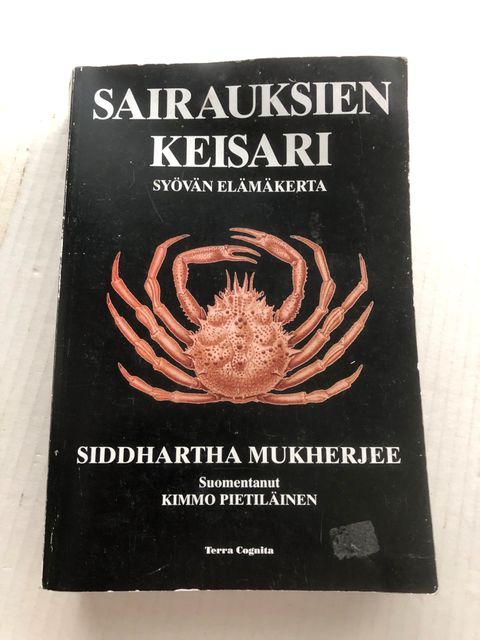 SAIRAUKSIEN
KEISARI
SYÖVÄN ELÄMÄKERTA
SIDDHARTHA MUKHERJEE
Suomentanut
KIMMO PIETILÄINEN
Terra Cognita